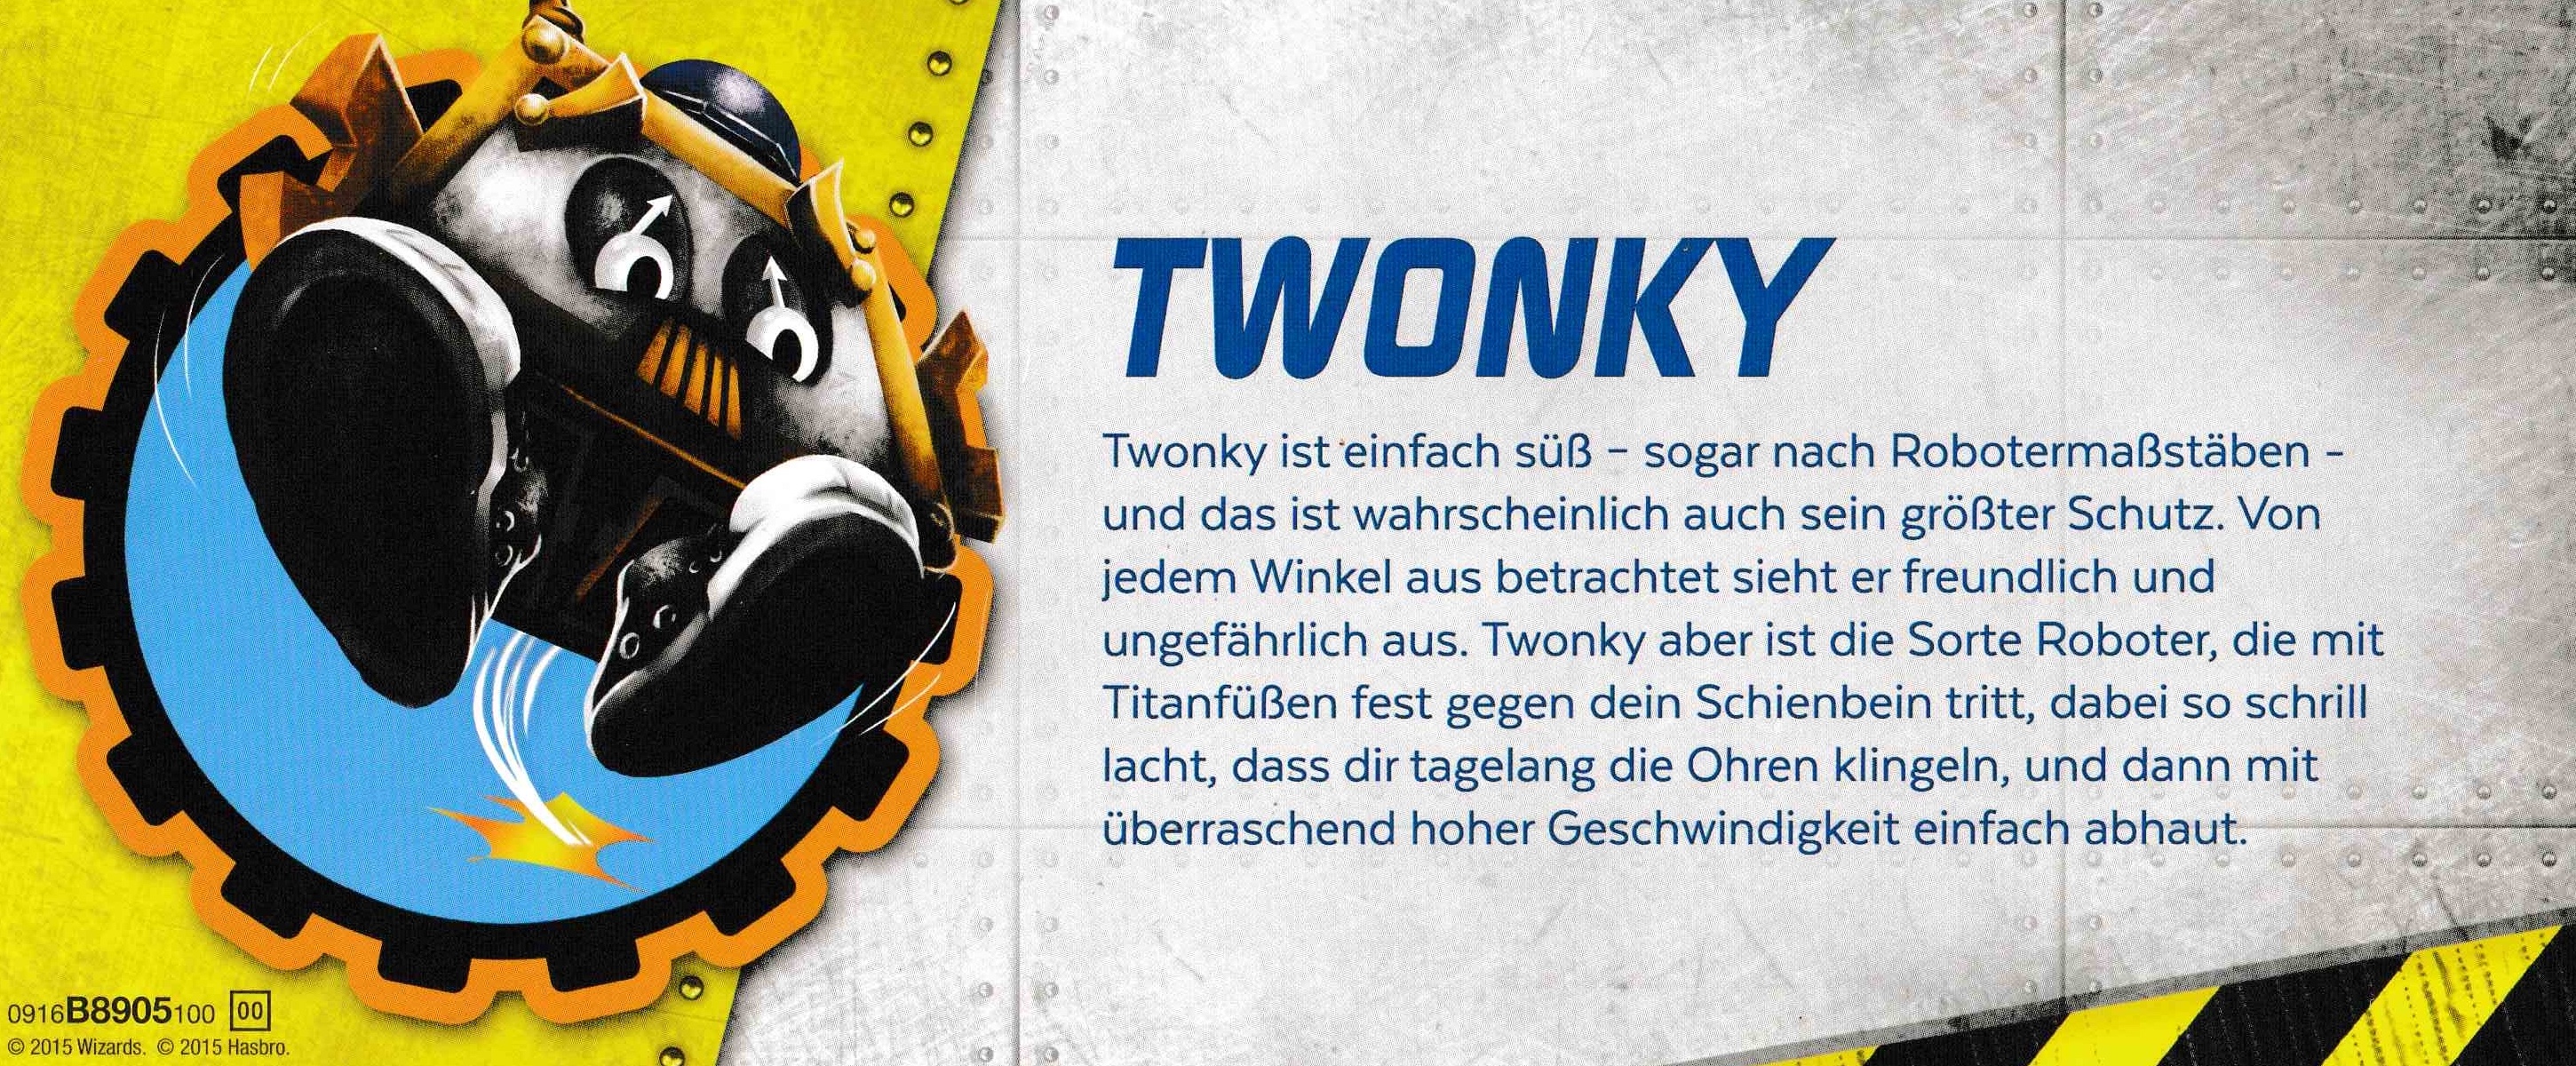 TWONKY
Twonky ist einfach süß – sogar nach Robotermaßstäben –
und das ist wahrscheinlich auch sein größter Schutz. Von
jedem Winkel aus betrachtet sieht er freundlich und
ungefährlich aus. Twonky aber ist die Sorte Roboter, die mit
Titanfüßen fest gegen dein Schienbein tritt, dabei so schrill
lacht, dass dir tagelang die Ohren klingeln, und dann mit
überraschend hoher Geschwindigkeit einfach abhaut.
0916B8905100 00
© 2015 Wizards. © 2015 Hasbro.